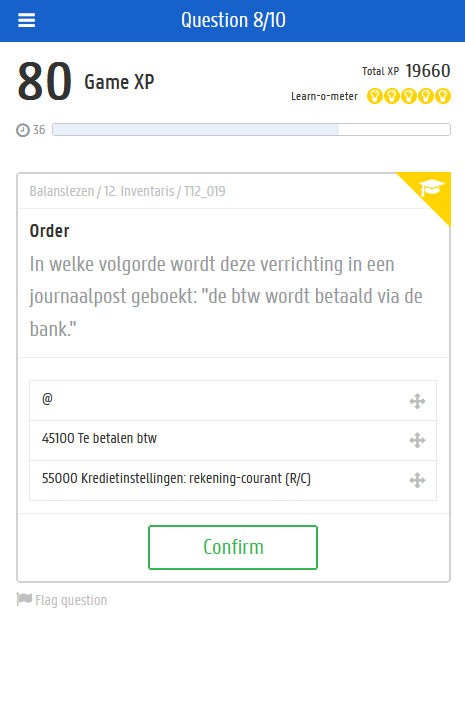 Question 8/10
80 Game XP
Total XP 19660
Learn-o-meter
36
Balanslezen / 12. Inventaris / T12_019
Order
In welke volgorde wordt deze verrichting in een
journaalpost geboekt: "de btw wordt betaald via de
bank."
@
45100 Te betalen btw
55000 Kredietinstellingen: rekening-courant (R/C)
Confirm
Flag question